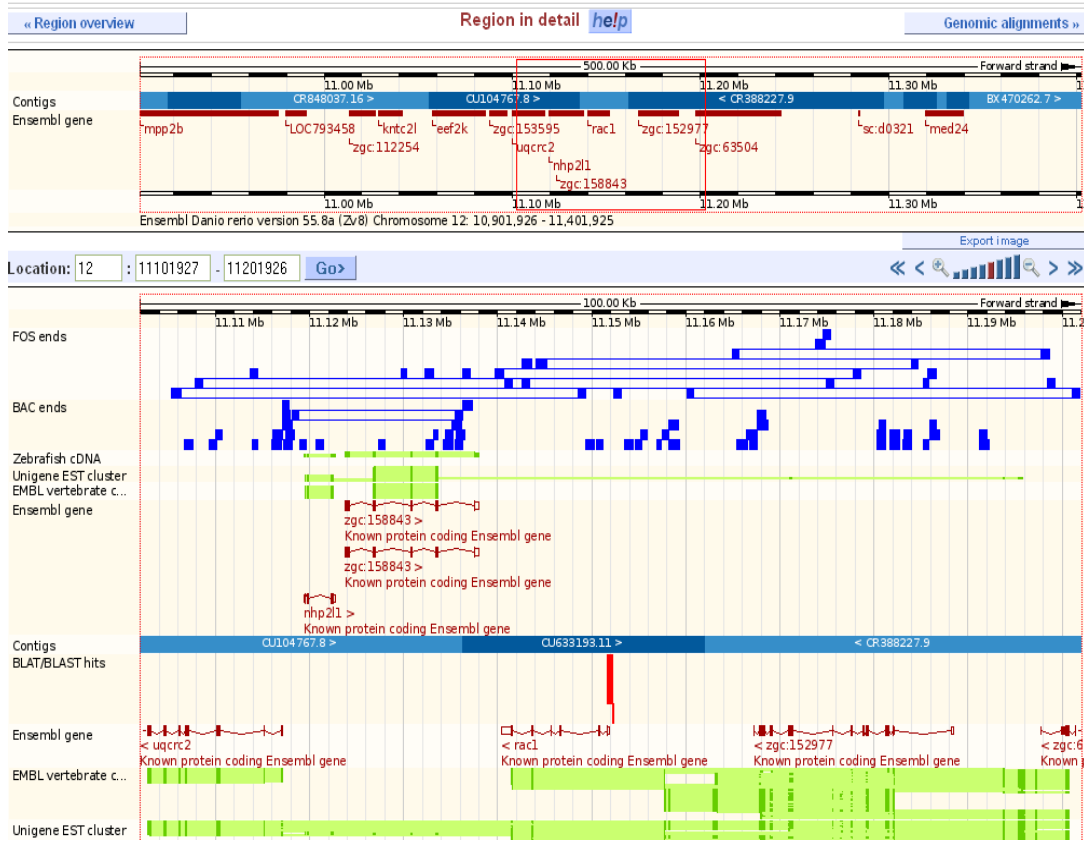 « Region overview
Region in detail help
Genomic alignments »
500.00 Kb
Forward strand
11.00 Mb 11.10 Mb 11.20 Mb 11.30 Mb 1
Contigs
CR848037.16 > CU104767.8 > < CR388227.9 BX470262.7 >
Ensembl gene
mpp2b LOC793458 kntc2l eef2k zgc:153595 rac1 zgc:152977 sc:d0321 med24
zgc:112254 uqcrc2 zgc:63504
nhp2l1
zgc:158843
11.00 Mb 11.10 Mb 11.20 Mb 11.30 Mb 1
Ensembl Danio rerio version 55.8a (Zv8) Chromosome 12: 10,901,926 - 11,401,925
Export image
Location: 12 : 11101927 - 11201926 Go>
100.00 Kb
Forward strand
11.11 Mb 11.12 Mb 11.13 Mb 11.14 Mb 11.15 Mb 11.16 Mb 11.17 Mb 11.18 Mb 11.19 Mb 11.2
FOS ends
BAC ends
Zebrafish cDNA
Unigene EST cluster
EMBL vertebrate c...
Ensembl gene
zgc:158843 >
Known protein coding Ensembl gene
zgc:158843 >
Known protein coding Ensembl gene
nhp2l1 >
Known protein coding Ensembl gene
Contigs
CU104767.8 > CU633193.11 > < CR388227.9
BLAT/BLAST hits
Ensembl gene
< uqcrc2 < rac1 < zgc:152977 < zgc:6
Known protein coding Ensembl gene Known protein coding Ensembl gene Known protein coding Ensembl gene Known p
EMBL vertebrate c...
Unigene EST cluster